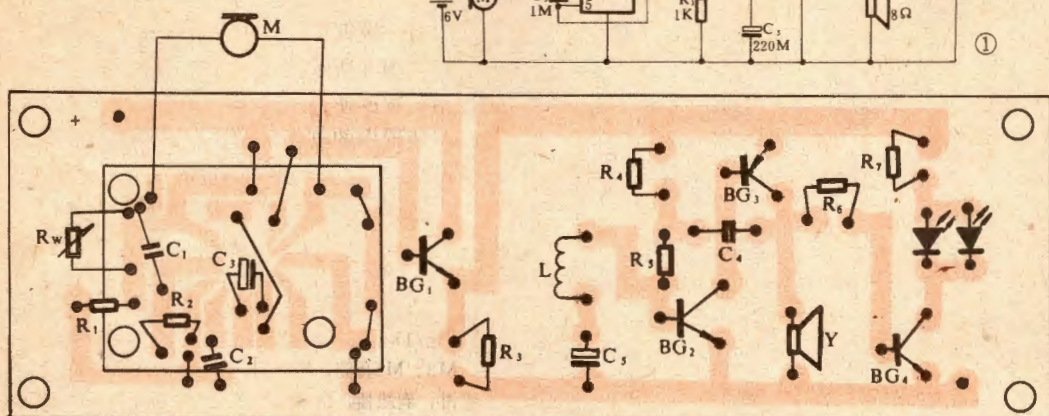 6V
M
1M
5
R₃
1K
C₅
220M
8Ω
①
M
+
R₄
BG₃
R₆
R₇
Rw
C₁
C₃
BG₁
L
R₅
C₄
R₁
R₂
C₂
R₃
C₅
BG₂
Y
BG₄